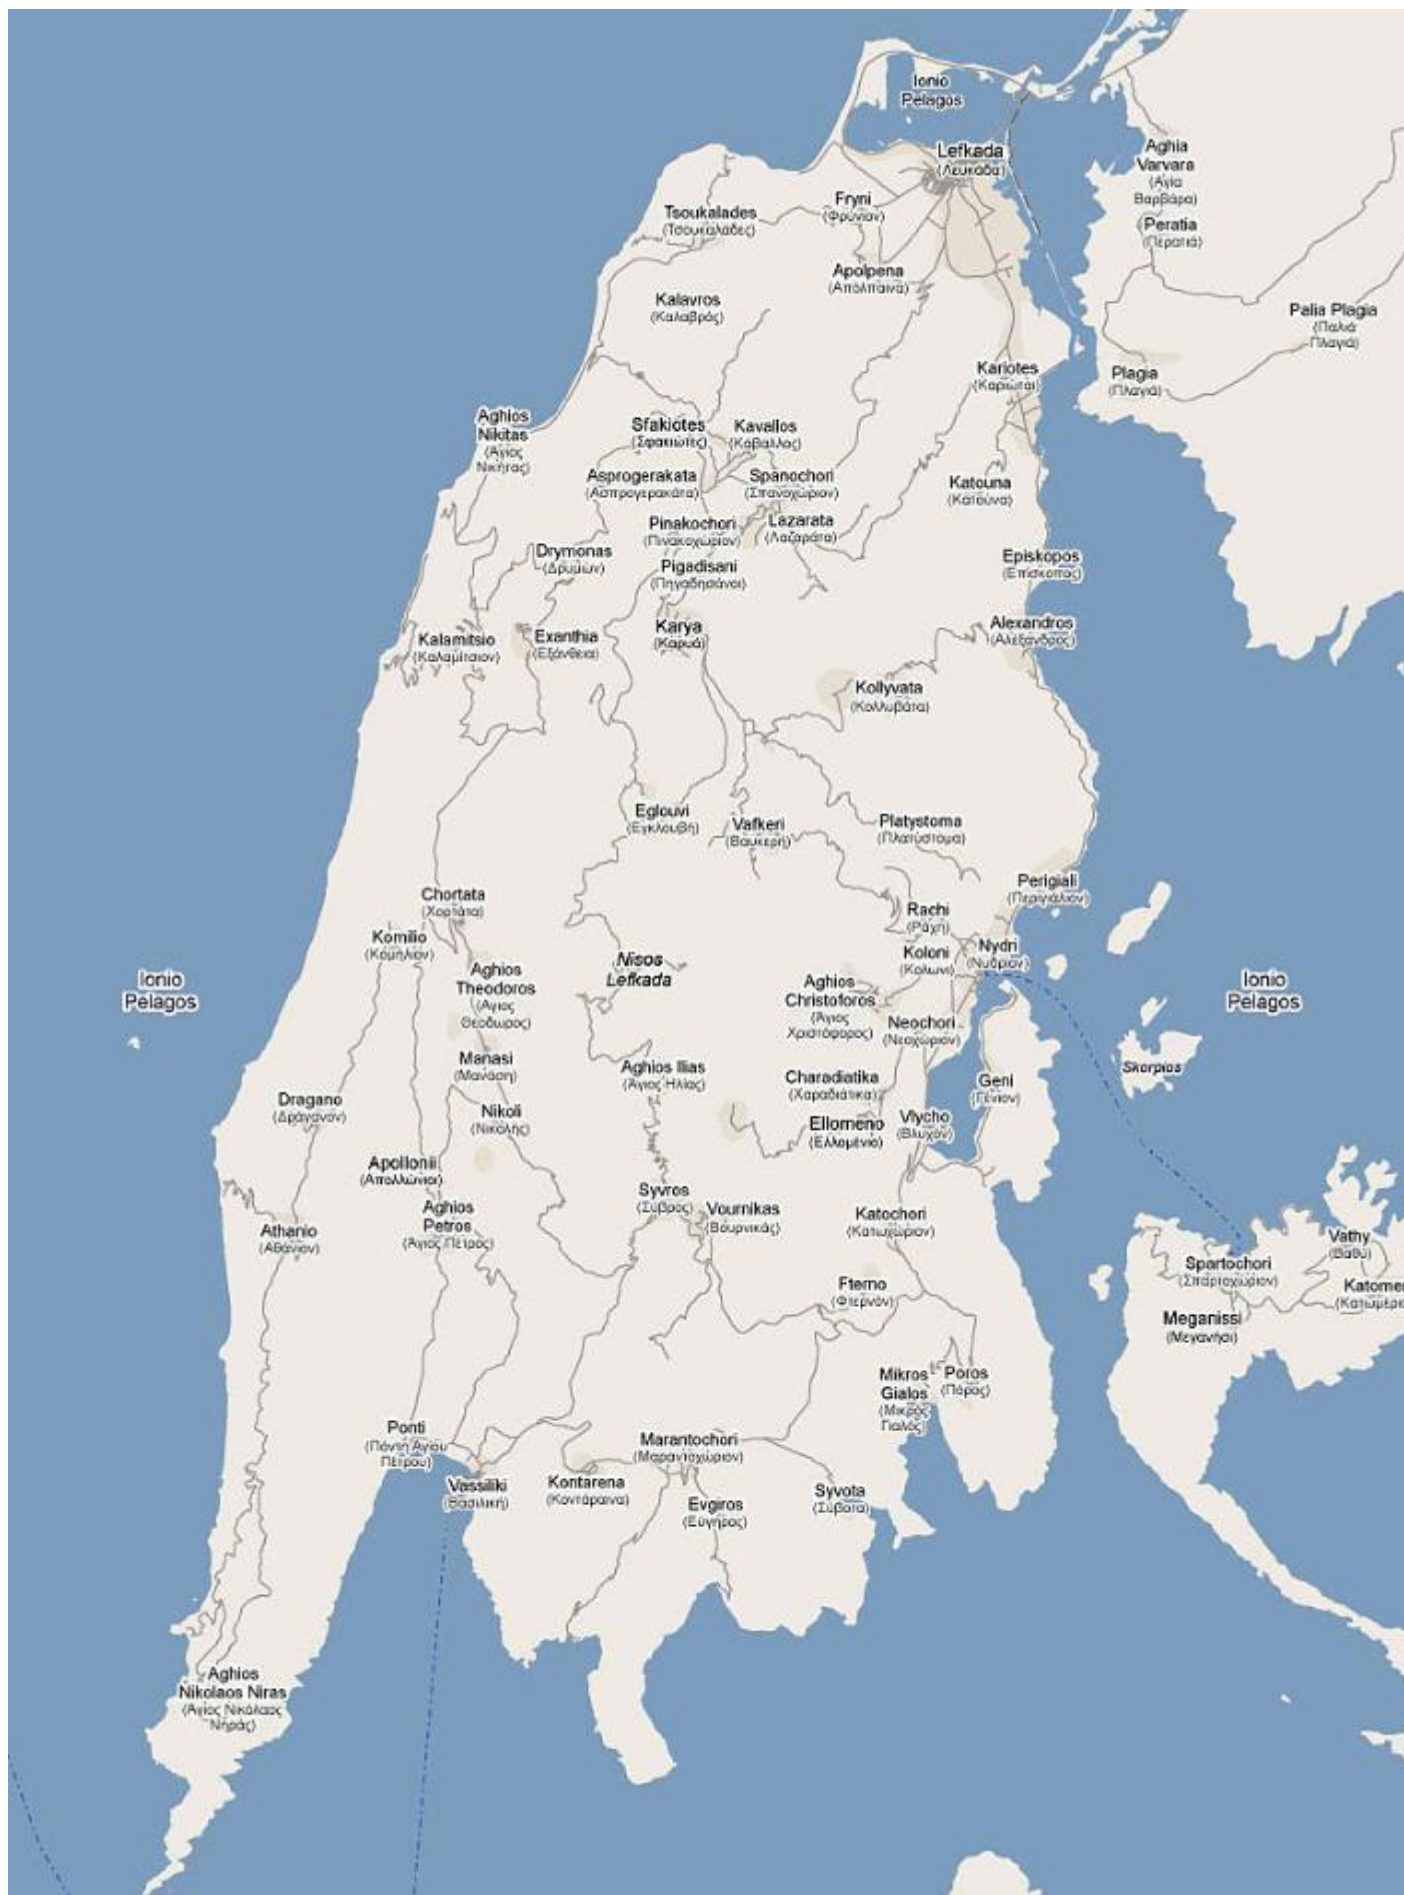 Ionio
Pelagos
Lefkada
(Λευκάδα)
Aghia
Varvara
(Αγία
Βαρβάρα)
Fryni
(Φρύνιον)
Tsoukalades
(Τσουκαλάδες)
Peratia
(Περατιά)
Apolpena
(Απόλπαινα)
Kalavros
(Καλαβρός)
Palia Plagia
(Παλιά
Πλαγιά)
Kariotes
(Καριώται)
Plagia
(Πλαγιά)
Aghios
Nikitas
(Άγιος
Νικήτας)
Sfakiotes
(Σφακιώτες)
Kavallos
(Κάβαλλος)
Asprogerakata
(Ασπρογερακάτα)
Spanochori
(Σπανοχώριον)
Katouna
(Κατούνα)
Pinakochori
(Πινακοχώριον)
Lazarata
(Λαζαράτα)
Drymonas
(Δρυμών)
Pigadisani
(Πηγαδησάνοι)
Episkopos
(Επίσκοπος)
Kalamitsio
(Καλαμίτσιον)
Exanthia
(Εξάνθεια)
Karya
(Καρυά)
Alexandros
(Αλέξανδρος)
Kollyvata
(Κολλυβάτα)
Eglouvi
(Εγκλουβή)
Vafkeri
(Βαυκερή)
Platystoma
(Πλατύστομα)
Chortata
(Χορτάτα)
Perigiali
(Περιγιάλιον)
Rachi
(Ράχη)
Komilio
(Κομηλιον)
Koloni
(Κολωνι)
Nydri
(Νυδριον)
Nisos
Lefkada
Ionio
Pelagos
Aghios
Theodoros
(Άγιος
Θεόδωρος)
Aghios
Christoforos
(Άγιος
Χριστόφορος)
Ionio
Pelagos
Neochori
(Νεοχώριον)
Manasi
(Μανάση)
Aghios Ilias
(Άγιος Ηλίας)
Charadiatika
(Χαραδιάτικα)
Geni
(Γένιον)
Skorpios
Dragano
(Δράγανον)
Nikoli
(Νικολής)
Ellomeno
(Ελλομένιο)
Vlycho
(Βλυχόν)
Apollonii
(Απολλώνιοι)
Syvros
(Σύβρος)
Aghios
Petros
(Άγιος Πέτρος)
Vournikas
(Βουρνικάς)
Katochori
(Κατωχώριον)
Athanio
(Αθάνιον)
Vathy
(Βαθύ)
Spartochori
(Σπαρτοχώριον)
Fterno
(Φτερνόν)
Katomer
(Κατωμέρι
Meganissi
(Μεγανήσι)
Mikros
Gialos
(Μικρός
Γιαλός)
Poros
(Πόρος)
Ponti
(Πόντη Αγίου
Πέτρου)
Marantochori
(Μαραντοχώριον)
Vassiliki
(Βασιλική)
Kontarena
(Κοντάραινα)
Syvota
(Σύβοτα)
Evgiros
(Εύγηρος)
Aghios
Nikolaos Niras
(Άγιος Νικόλαος
Νηράς)